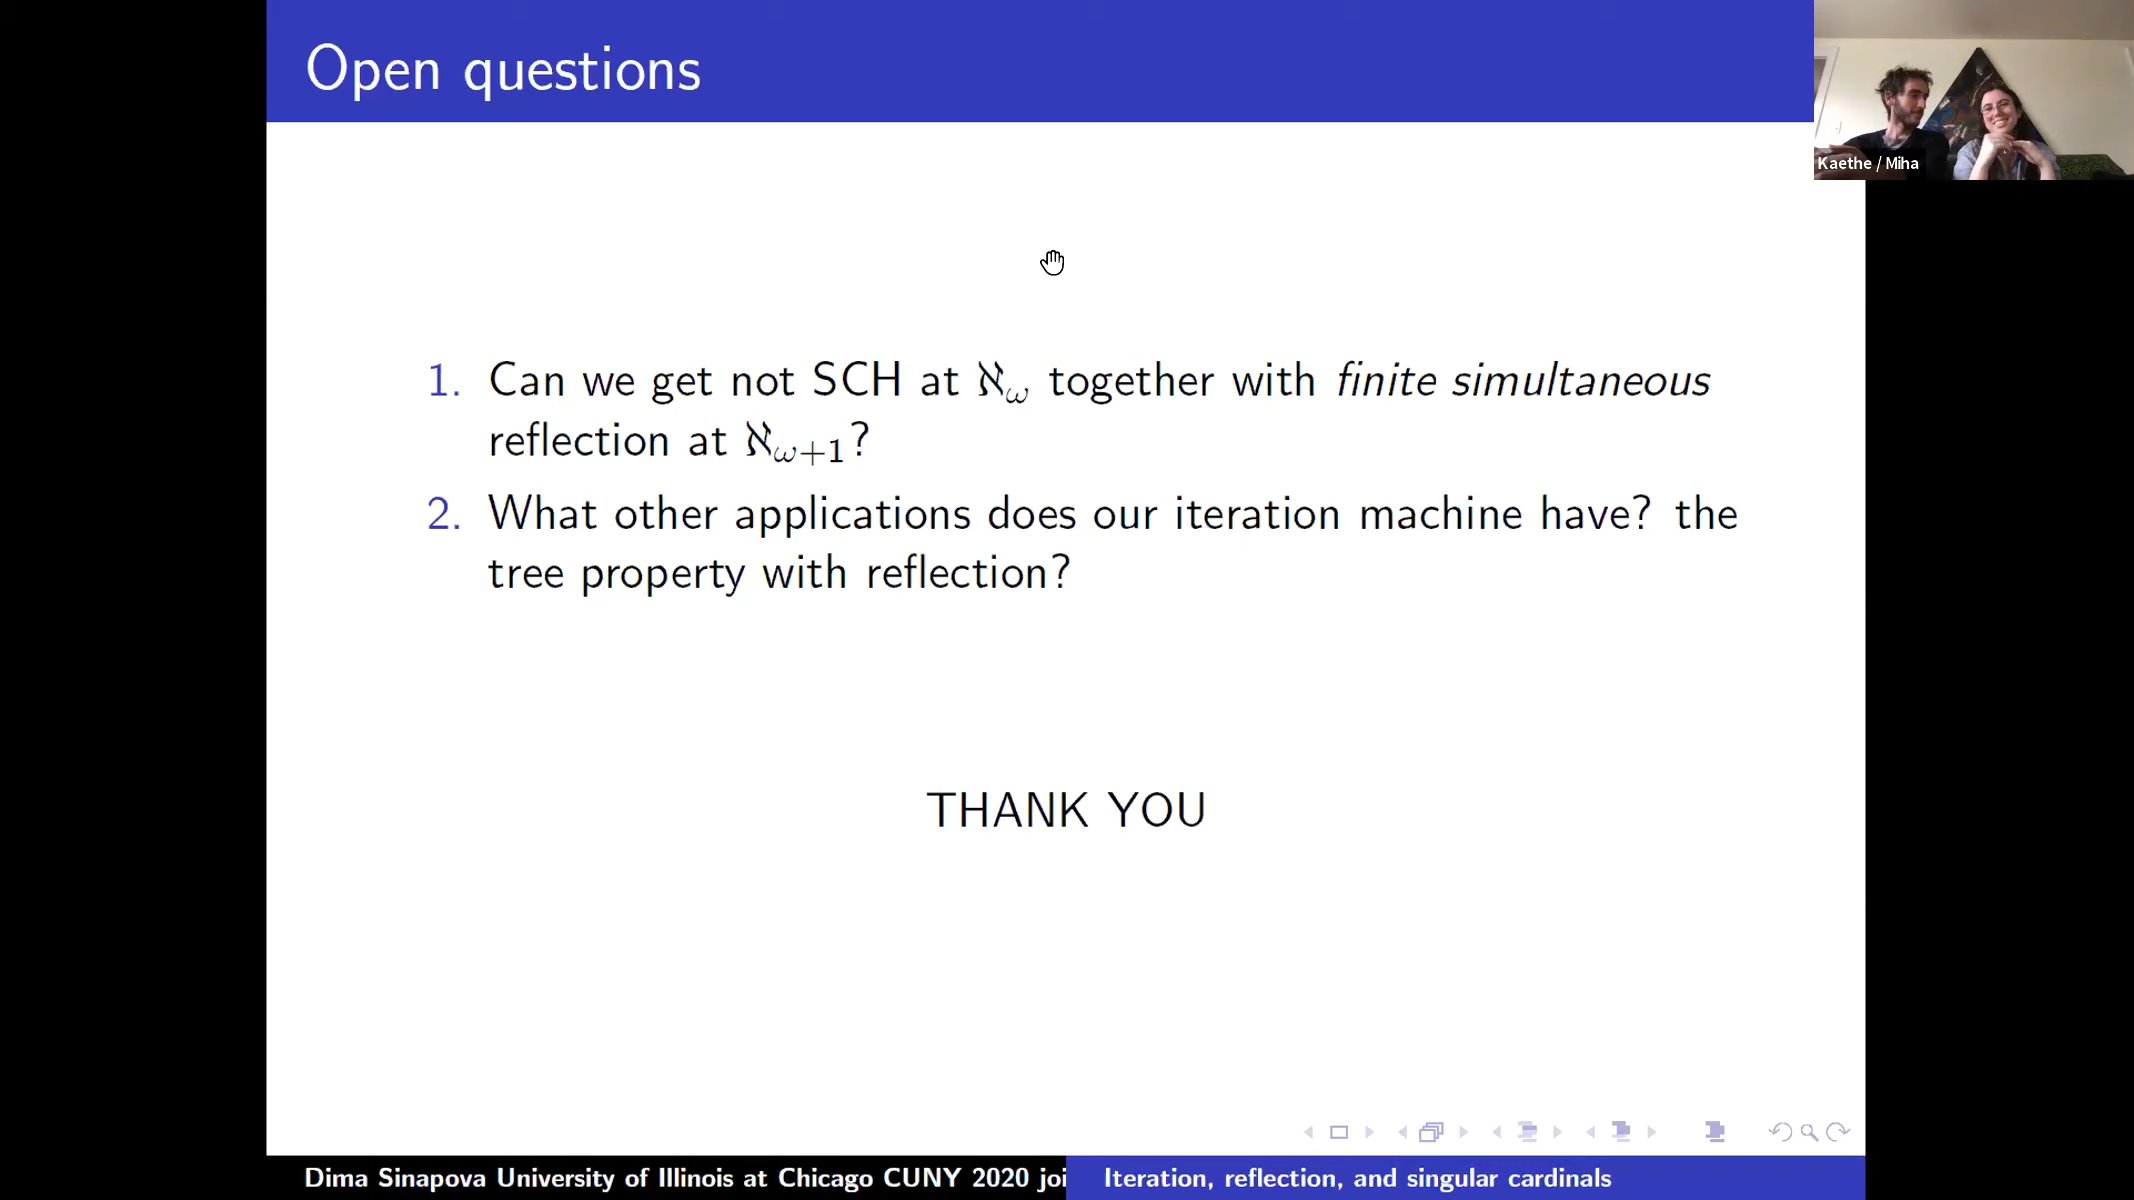 Open questions
Kaethe / Miha
1. Can we get not SCH at ℵ_ω together with finite simultaneous
reflection at ℵ_{ω+1}?
2. What other applications does our iteration machine have? the
tree property with reflection?
THANK YOU
Dima Sinapova University of Illinois at Chicago CUNY 2020 joi
Iteration, reflection, and singular cardinals